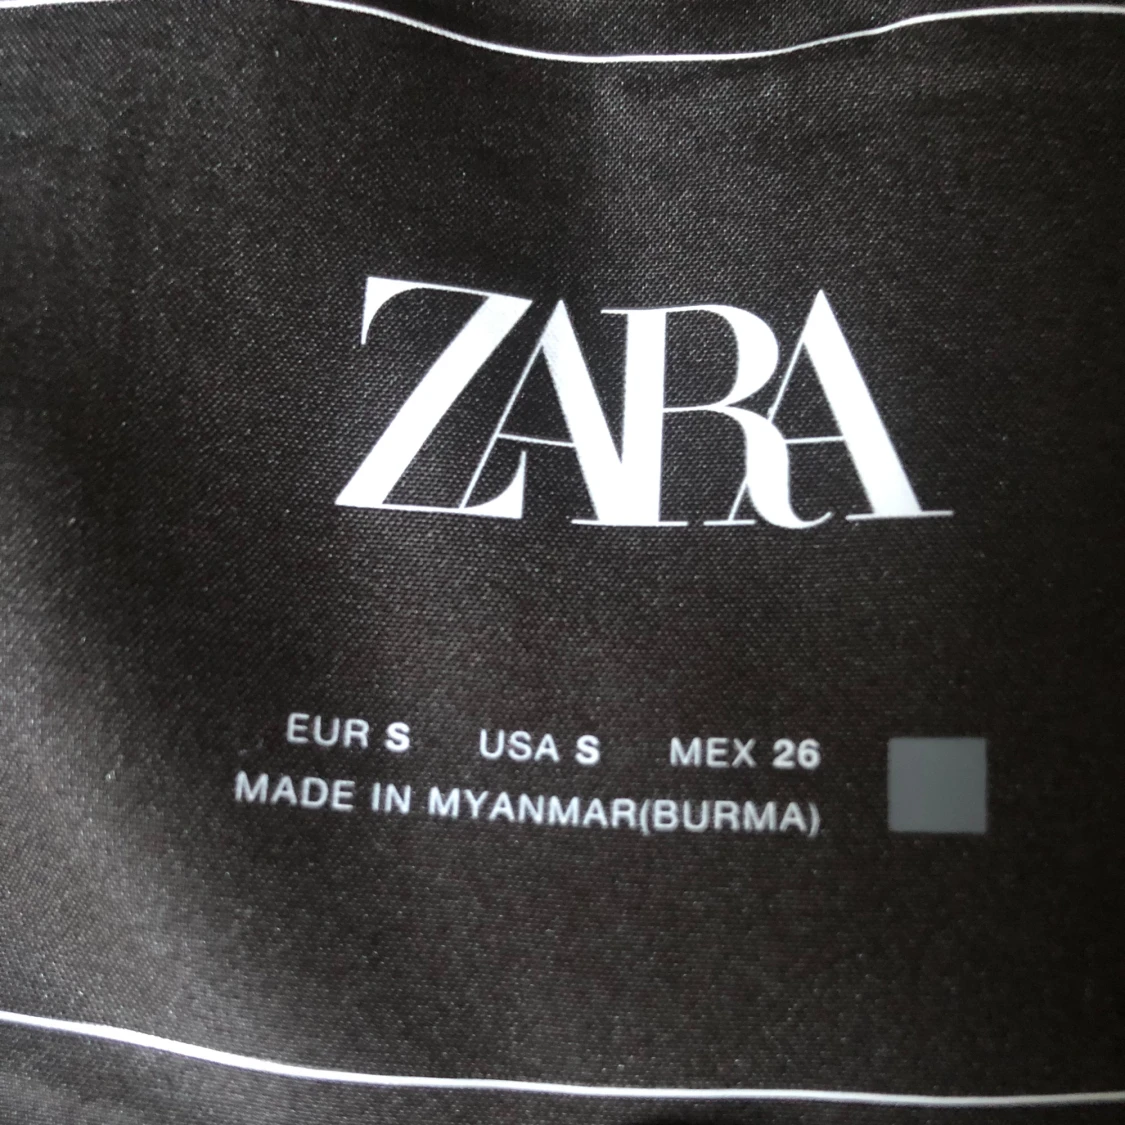 ZARA
EUR S USA S MEX 26
MADE IN MYANMAR(BURMA)